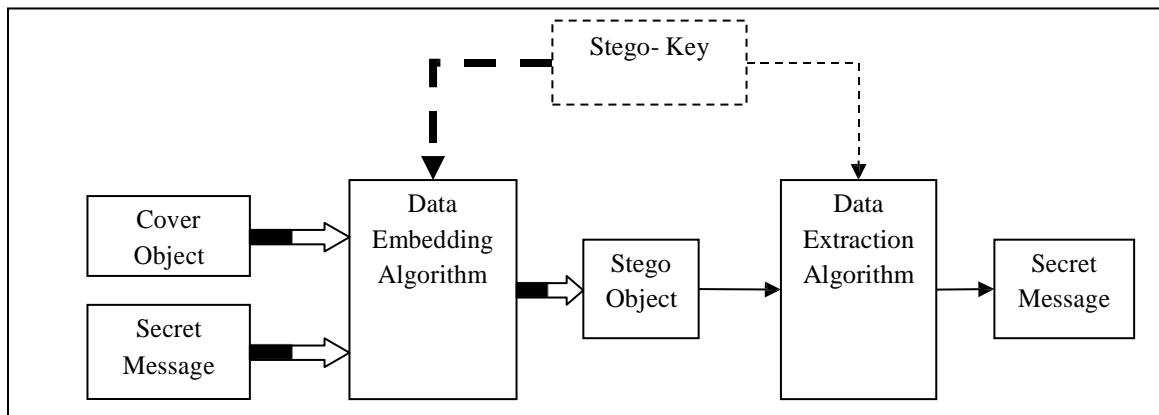 Stego- Key
Cover
Object
Secret
Message
Data
Embedding
Algorithm
Stego
Object
Data
Extraction
Algorithm
Secret
Message